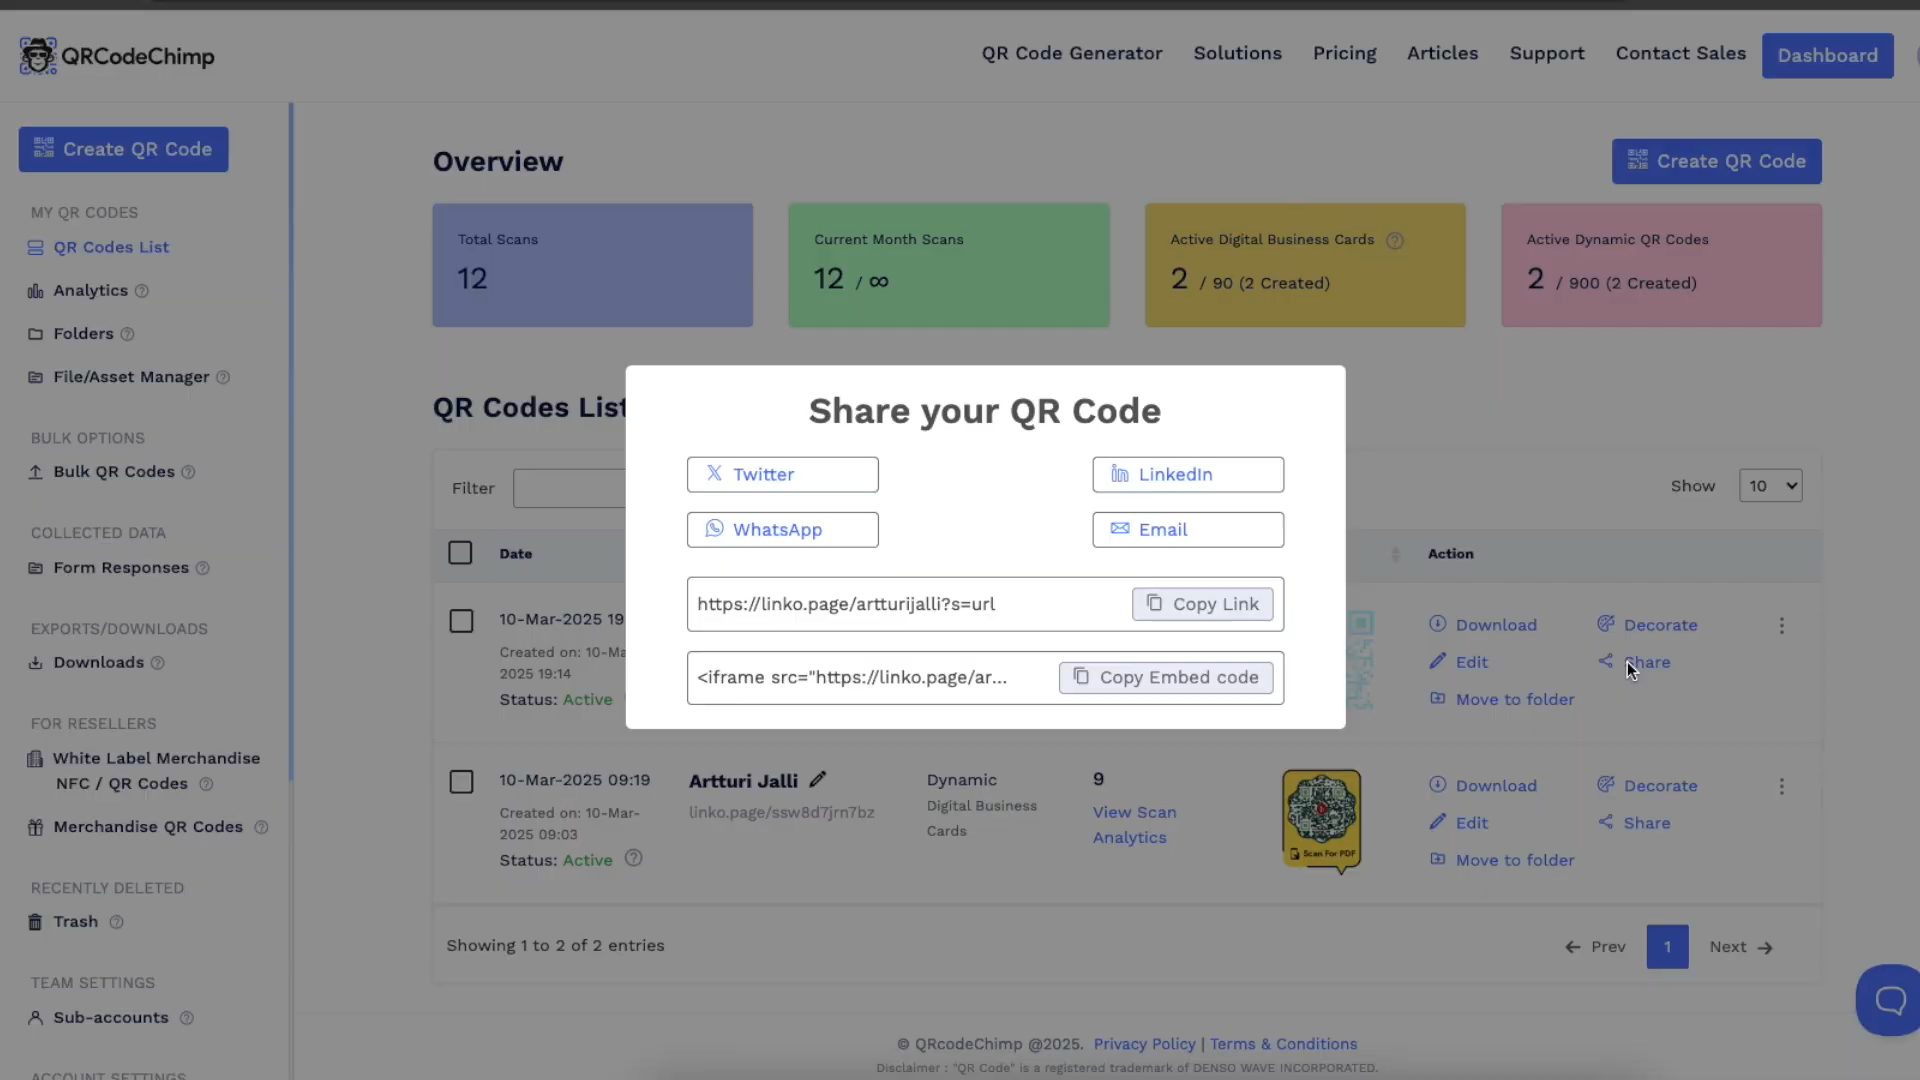 QRCodeChimp
QR Code Generator Solutions Pricing Articles Support Contact Sales Dashboard
Create QR Code
MY QR CODES
QR Codes List
Analytics
Folders
File/Asset Manager
BULK OPTIONS
Bulk QR Codes
COLLECTED DATA
Form Responses
EXPORTS/DOWNLOADS
Downloads
FOR RESELLERS
White Label Merchandise
NFC / QR Codes
Merchandise QR Codes
RECENTLY DELETED
Trash
TEAM SETTINGS
Sub-accounts
ACCOUNT SETTINGS
Overview
Create QR Code
Total Scans
12
Current Month Scans
12 / ∞
Active Digital Business Cards
2 / 90 (2 Created)
Active Dynamic QR Codes
2 / 900 (2 Created)
QR Codes List
Filter
Show 10
Date
Action
Share your QR Code
Twitter
LinkedIn
WhatsApp
Email
https://linko.page/artturijalli?s=url
Copy Link
<iframe src="https://linko.page/ar...
Copy Embed code
10-Mar-2025 19
Created on: 10-Ma
2025 19:14
Status: Active
Download
Decorate
Edit
Share
Move to folder
10-Mar-2025 09:19
Created on: 10-Mar-
2025 09:03
Status: Active
Artturi Jalli
linko.page/ssw8d7jrn7bz
Dynamic
Digital Business
Cards
9
View Scan
Analytics
Scan For PDF
Download
Decorate
Edit
Share
Move to folder
Showing 1 to 2 of 2 entries
← Prev 1 Next →
© QRcodeChimp @2025. Privacy Policy | Terms & Conditions
Disclaimer : "QR Code" is a registered trademark of DENSO WAVE INCORPORATED.